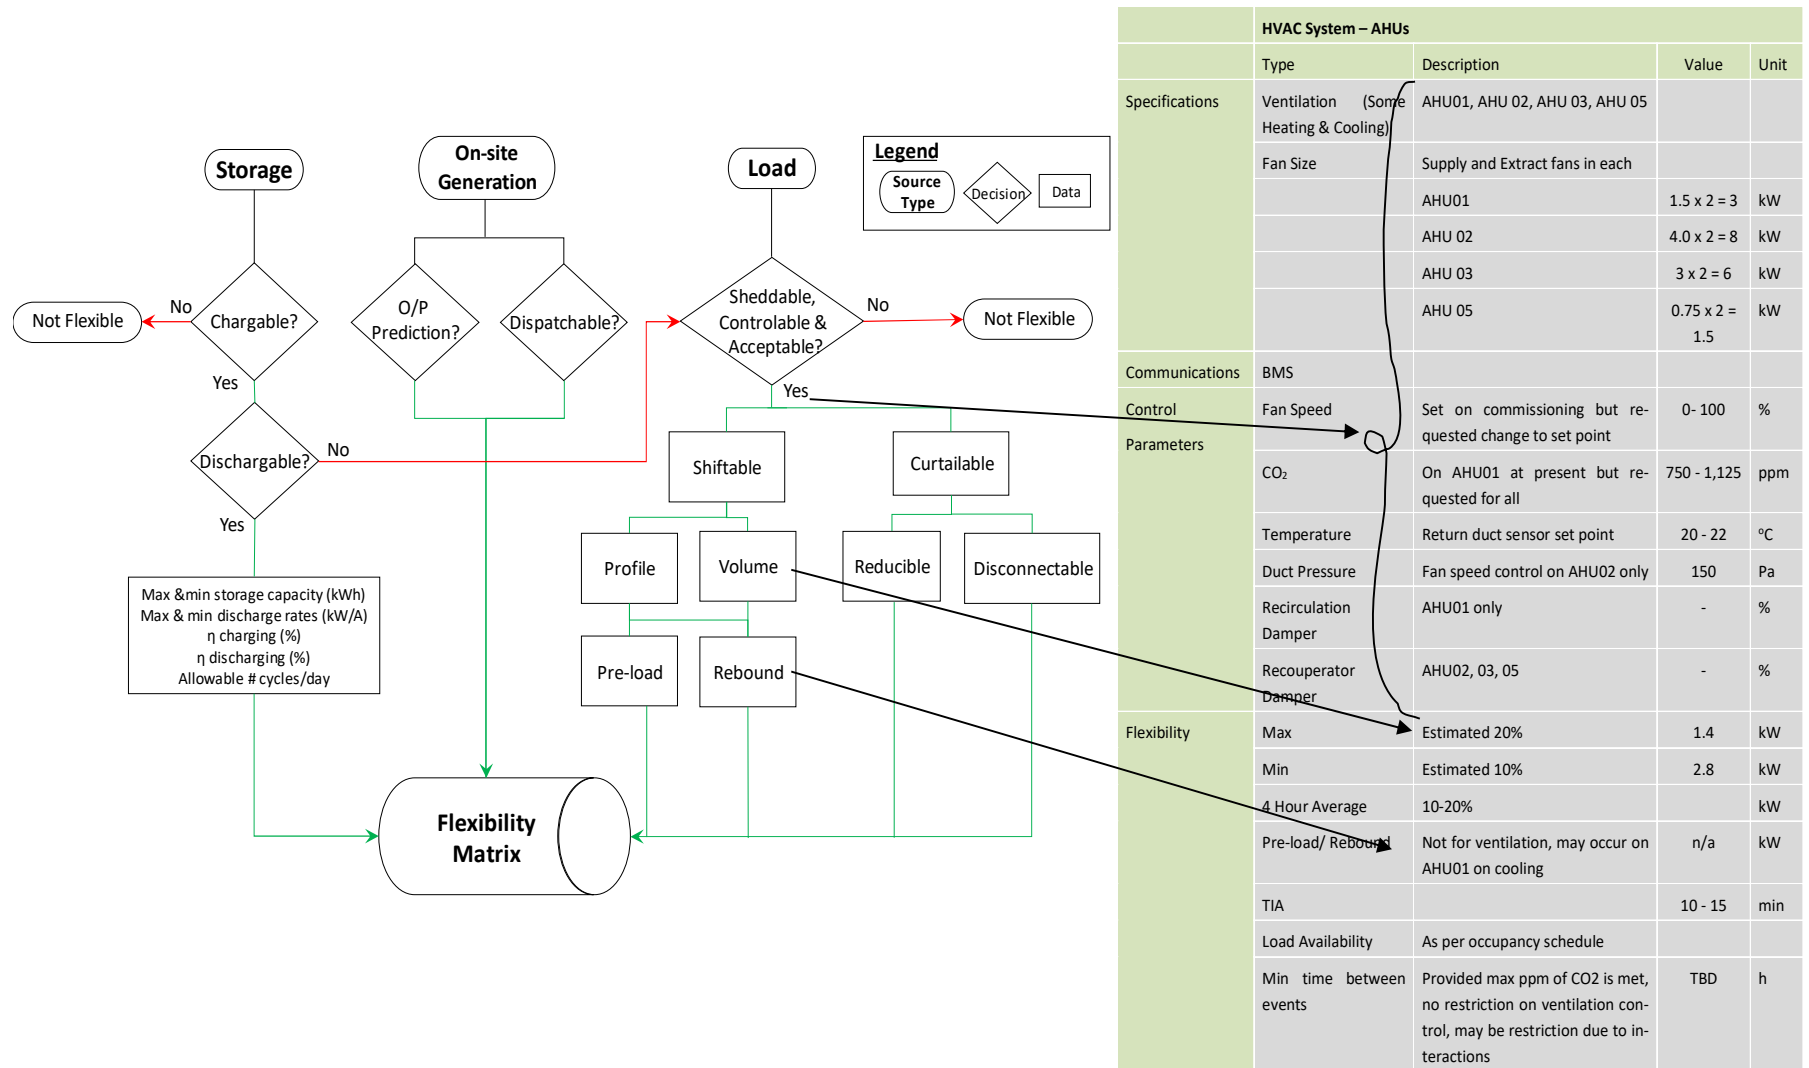 Storage
On-site
Generation
Load
Legend
Source
Type
Decision
Data
Not Flexible
No
Chargable?
Yes
O/P
Prediction?
Dispatchable?
Sheddable,
Controlable &
Acceptable?
No
Not Flexible
Yes
Dischargable?
No
Yes
Shiftable
Curtailable
Profile
Volume
Reducible
Disconnectable
Pre-load
Rebound
Max &min storage capacity (kWh)
Max & min discharge rates (kW/A)
η charging (%)
η discharging (%)
Allowable # cycles/day
Flexibility
Matrix
HVAC System – AHUs
Type Description Value Unit
Specifications Ventilation (Some AHU01, AHU 02, AHU 03, AHU 05
Heating & Cooling)
Fan Size Supply and Extract fans in each
AHU01 1.5 x 2 = 3 kW
AHU 02 4.0 x 2 = 8 kW
AHU 03 3 x 2 = 6 kW
AHU 05 0.75 x 2 = kW
1.5
Communications BMS
Control Fan Speed Set on commissioning but re- 0- 100 %
Parameters quested change to set point
CO₂ On AHU01 at present but re- 750 - 1,125 ppm
quested for all
Temperature Return duct sensor set point 20 - 22 °C
Duct Pressure Fan speed control on AHU02 only 150 Pa
Recirculation AHU01 only - %
Damper
Recouperator AHU02, 03, 05 - %
Damper
Flexibility Max Estimated 20% 1.4 kW
Min Estimated 10% 2.8 kW
4 Hour Average 10-20% kW
Pre-load/ Rebound Not for ventilation, may occur on n/a kW
AHU01 on cooling
TIA 10 - 15 min
Load Availability As per occupancy schedule
Min time between Provided max ppm of CO2 is met, TBD h
events no restriction on ventilation con-
trol, may be restriction due to in-
teractions